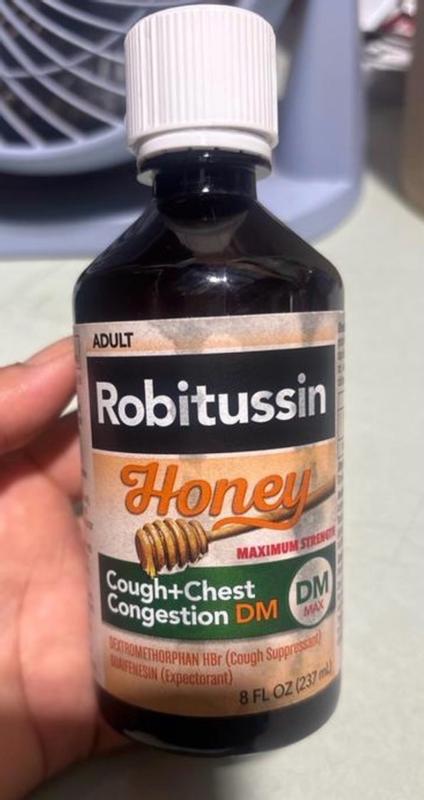 ADULT
Robitussin
Honey
MAXIMUM STRENGTH
Cough+Chest
Congestion DM
DM
MAX
DEXTROMETHORPHAN HBr (Cough Suppressant)
GUAIFENESIN (Expectorant)
8 FL OZ (237 mL)